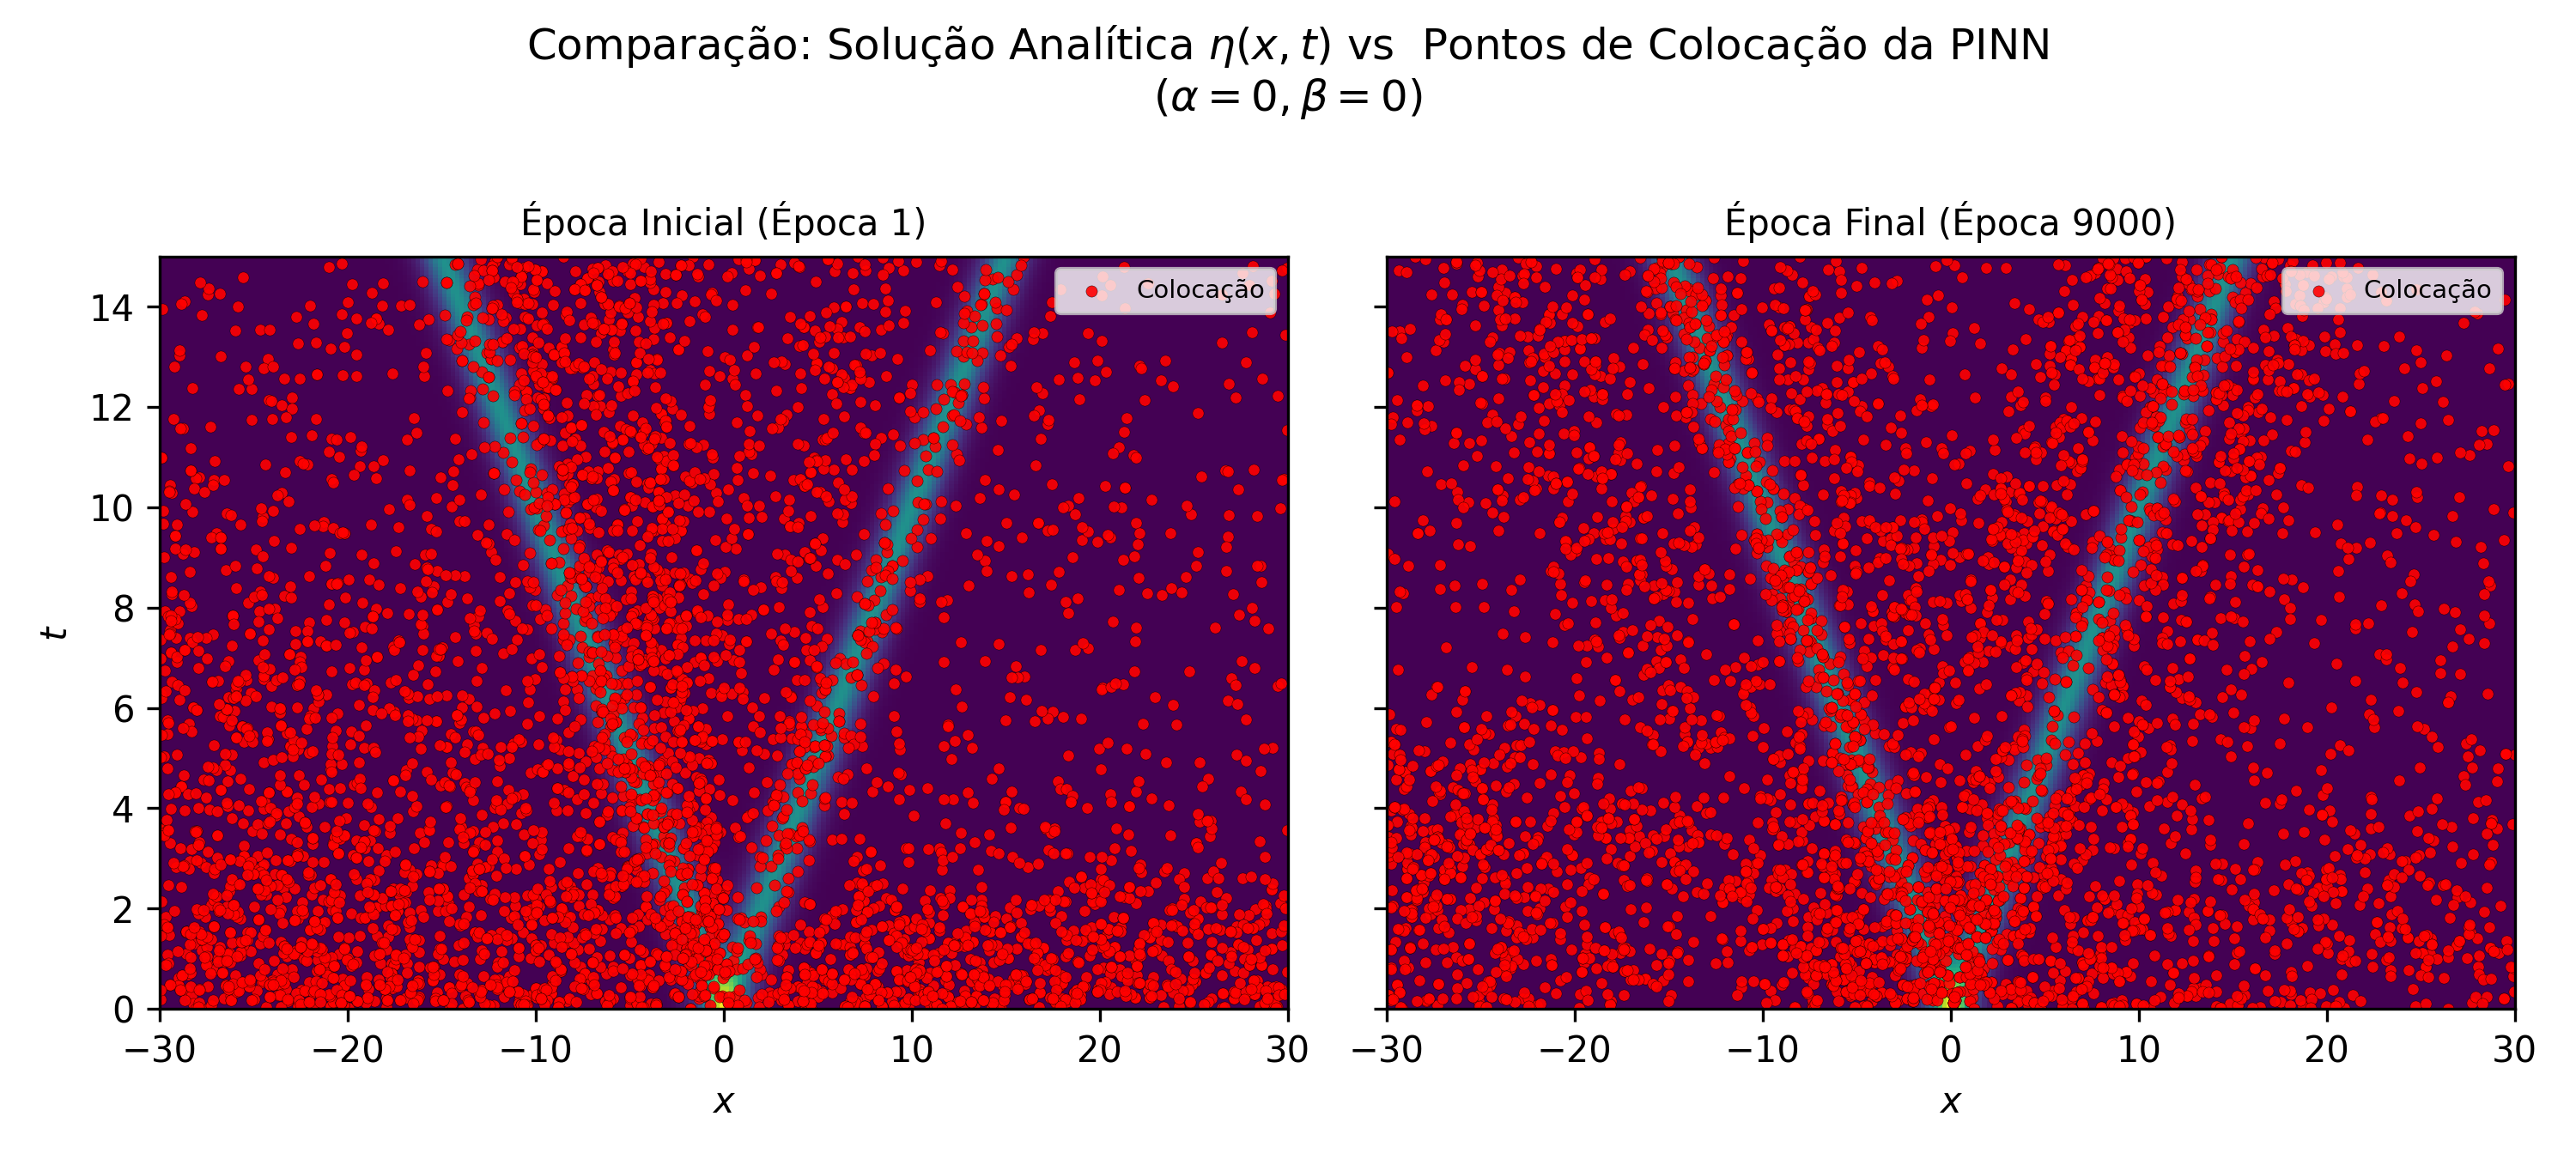 Comparação: Solução Analítica η(x, t) vs  Pontos de Colocação da PINN
(α = 0, β = 0)
Época Inicial (Época 1)
Colocação
t
14
12
10
8
6
4
2
0
−30 −20 −10 0 10 20 30
x
Época Final (Época 9000)
Colocação
−30 −20 −10 0 10 20 30
x